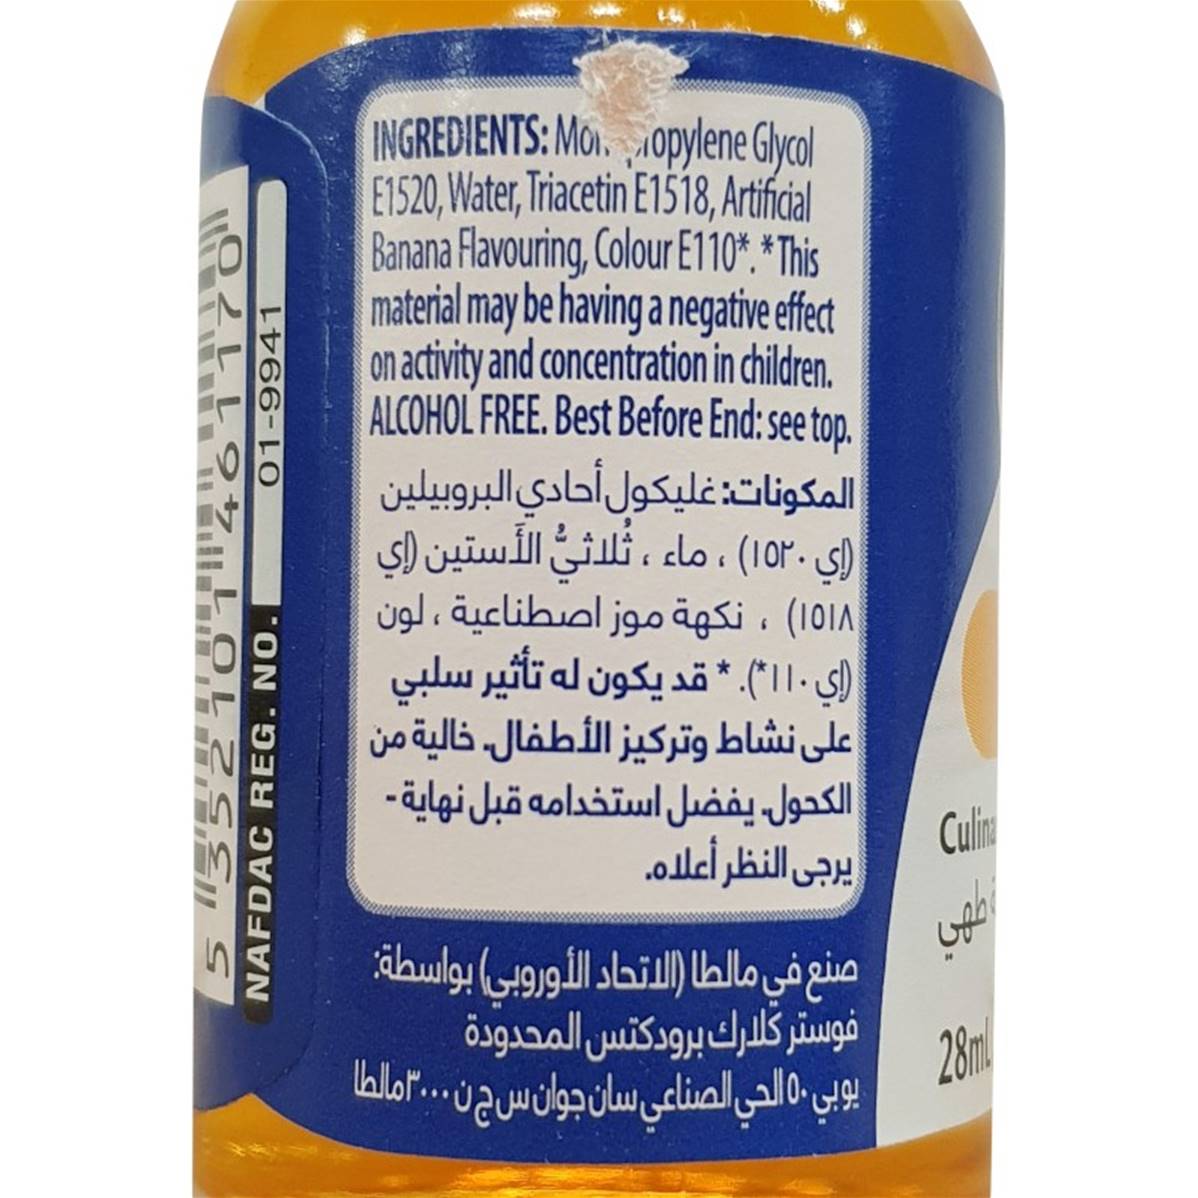 INGREDIENTS: Mon propylene Glycol
E1520, Water, Triacetin E1518, Artificial
Banana Flavouring, Colour E110*. *This
material may be having a negative effect
on activity and concentration in children.
ALCOHOL FREE. Best Before End: see top.
المكونات: غليكول أحادي البروبيلين
(إي ١٥٢٠) ، ماء ، ثُلاثيُّ الأَستين (إي
١٥١٨) ، نكهة موز اصطناعية ، لون
(إي ١١٠*). * قد يكون له تأثير سلبي
على نشاط وتركيز الأطفال. خالية من
الكحول. يفضل استخدامه قبل نهاية -
يرجى النظر أعلاه.
صنع في مالطا (الاتحاد الأوروبي) بواسطة:
فوستر كلارك برودكتس المحدودة
يو بي ٥٠ الحي الصناعي سان جوان س ج ن ٣٠٠٠ مالطا
5 352101 461170
NAFDAC REG. NO. 01-9941
Culina
طهي
28mL